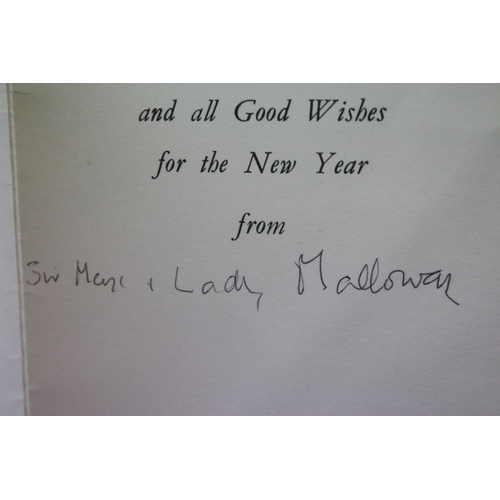 and all Good Wishes
for the New Year
from
Sir Max + Lady Mallowan